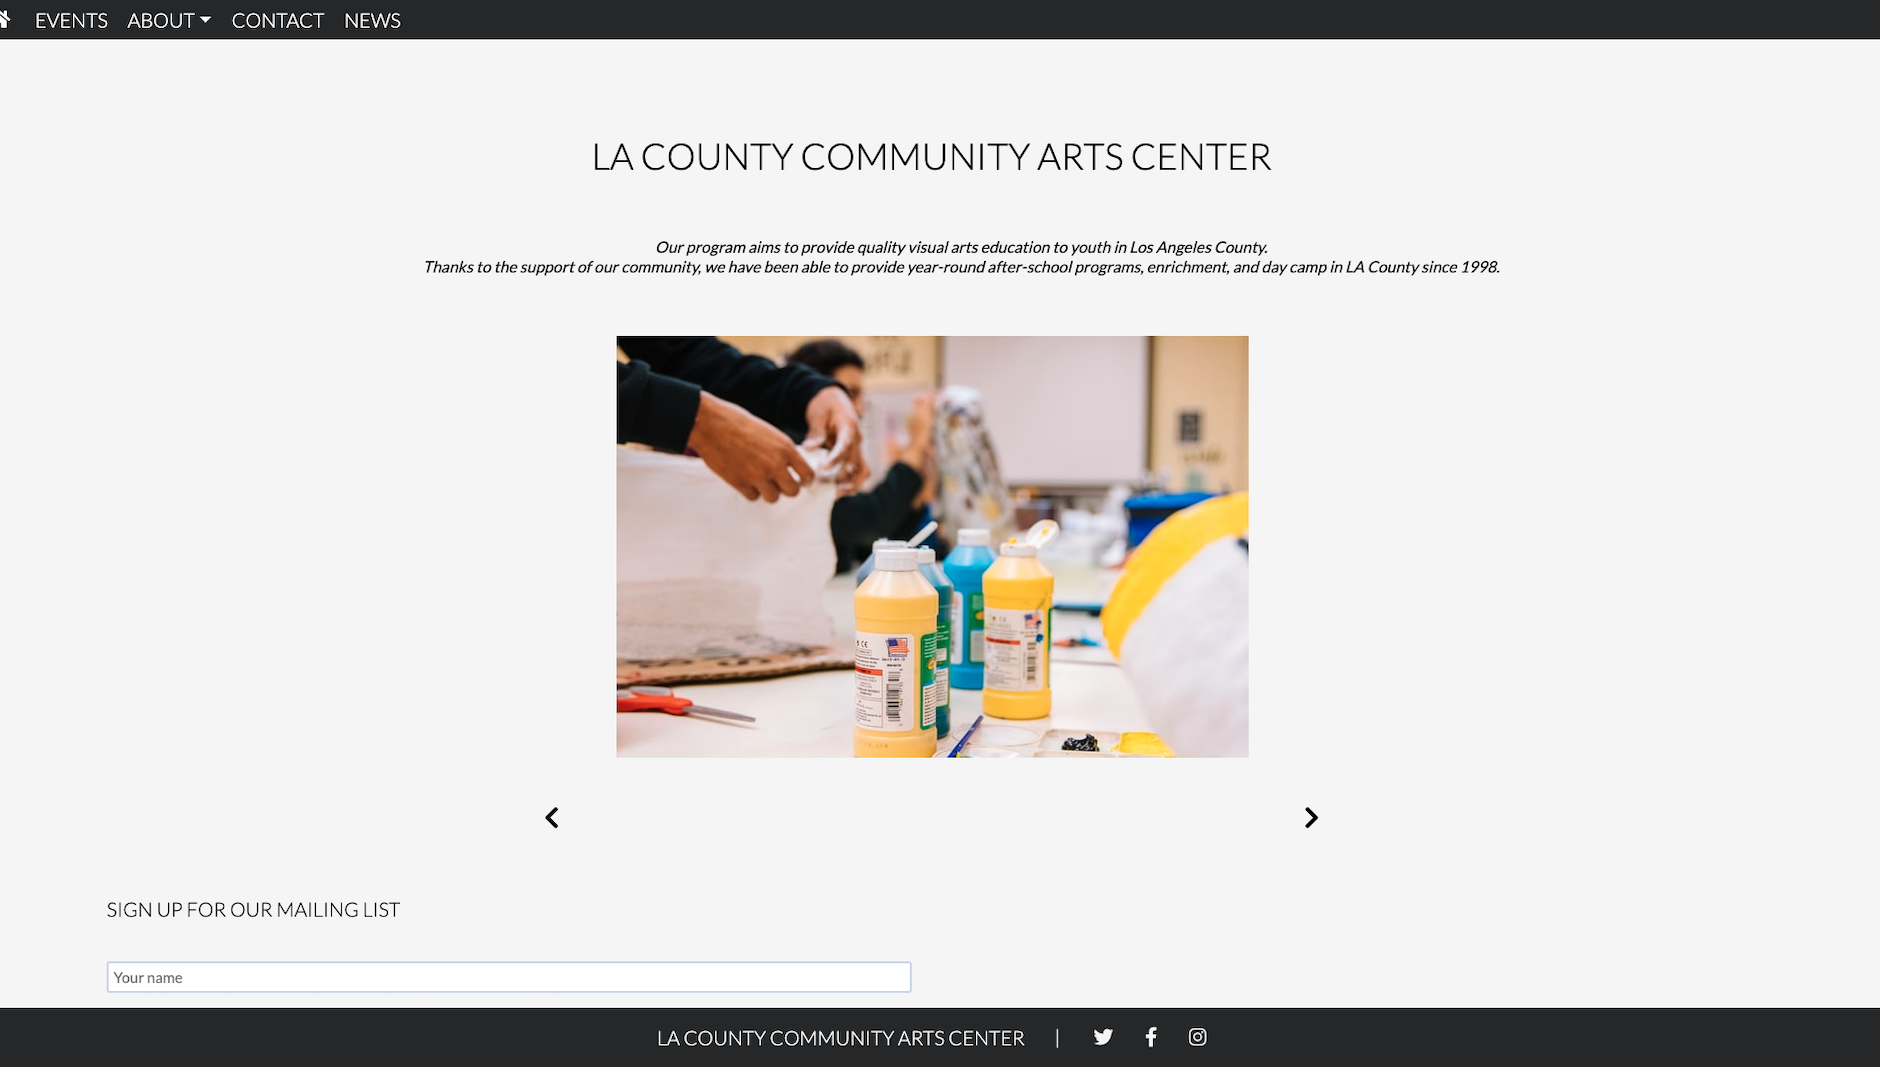 EVENTS ABOUT CONTACT NEWS
LA COUNTY COMMUNITY ARTS CENTER
Our program aims to provide quality visual arts education to youth in Los Angeles County.
Thanks to the support of our community, we have been able to provide year-round after-school programs, enrichment, and day camp in LA County since 1998.
SIGN UP FOR OUR MAILING LIST
Your name
LA COUNTY COMMUNITY ARTS CENTER |